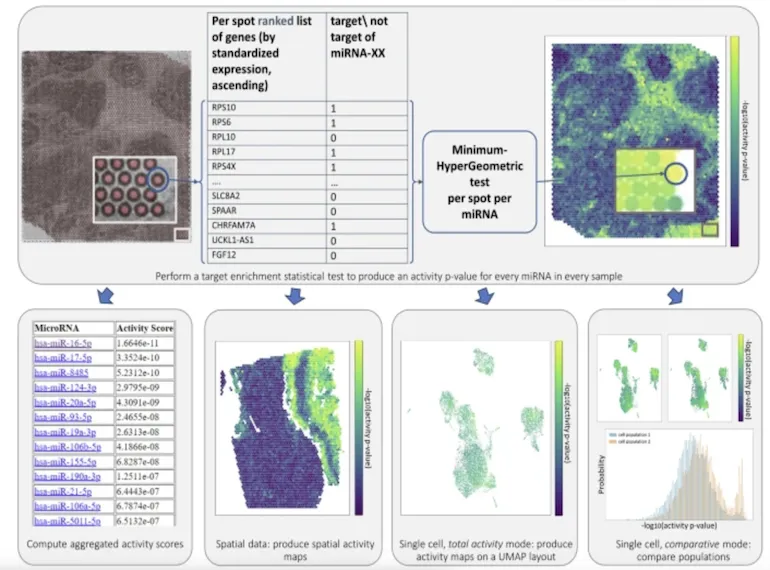 Per spot ranked list
of genes (by
standardized
expression,
ascending)
target\ not
target of
miRNA-XX
RPS10 1
RPS6 1
RPL10 0
RPL17 1
RPS4X 1
.... ...
SLC8A2 0
SPAAR 0
CHRFAM7A 1
UCKL1-AS1 0
FGF12 0
Minimum-
HyperGeometric
test
per spot per
miRNA
-log10(activity p-value)
Perform a target enrichment statistical test to produce an activity p-value for every miRNA in every sample
MicroRNA Activity Score
hsa-miR-16-5p 1.6646e-11
hsa-miR-17-5p 3.3524e-10
hsa-miR-8485 5.2312e-10
hsa-miR-124-3p 2.9795e-09
hsa-miR-20a-5p 4.3091e-09
hsa-miR-93-5p 2.4655e-08
hsa-miR-19a-3p 2.6313e-08
hsa-miR-106b-5p 4.1866e-08
hsa-miR-155-5p 6.8287e-08
hsa-miR-190a-3p 1.2511e-07
hsa-miR-21-5p 6.4443e-07
hsa-miR-106a-5p 6.7874e-07
hsa-miR-5011-5p 6.5132e-07
Compute aggregated activity scores
-log10(activity p-value)
Spatial data: produce spatial activity
maps
-log10(activity p-value)
Single cell, total activity mode: produce
activity maps on a UMAP layout
-log10(activity p-value)
cell population 1
cell population 2
Probability
-log10(activity p-value)
Single cell, comparative mode:
compare populations